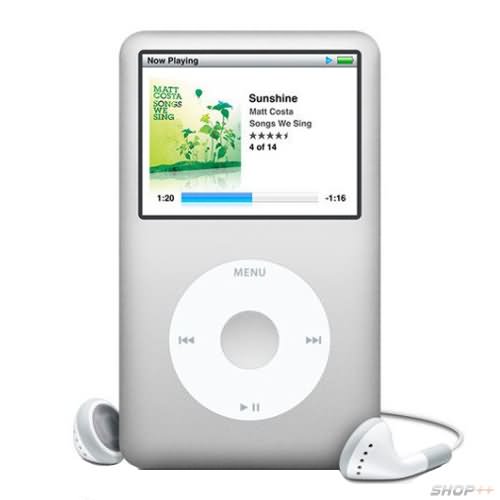 Now Playing
MATT
COSTA
SONGS
WE
SING
Sunshine
Matt Costa
Songs We Sing
4 of 14
1:20
-1:16
MENU
SHOP++